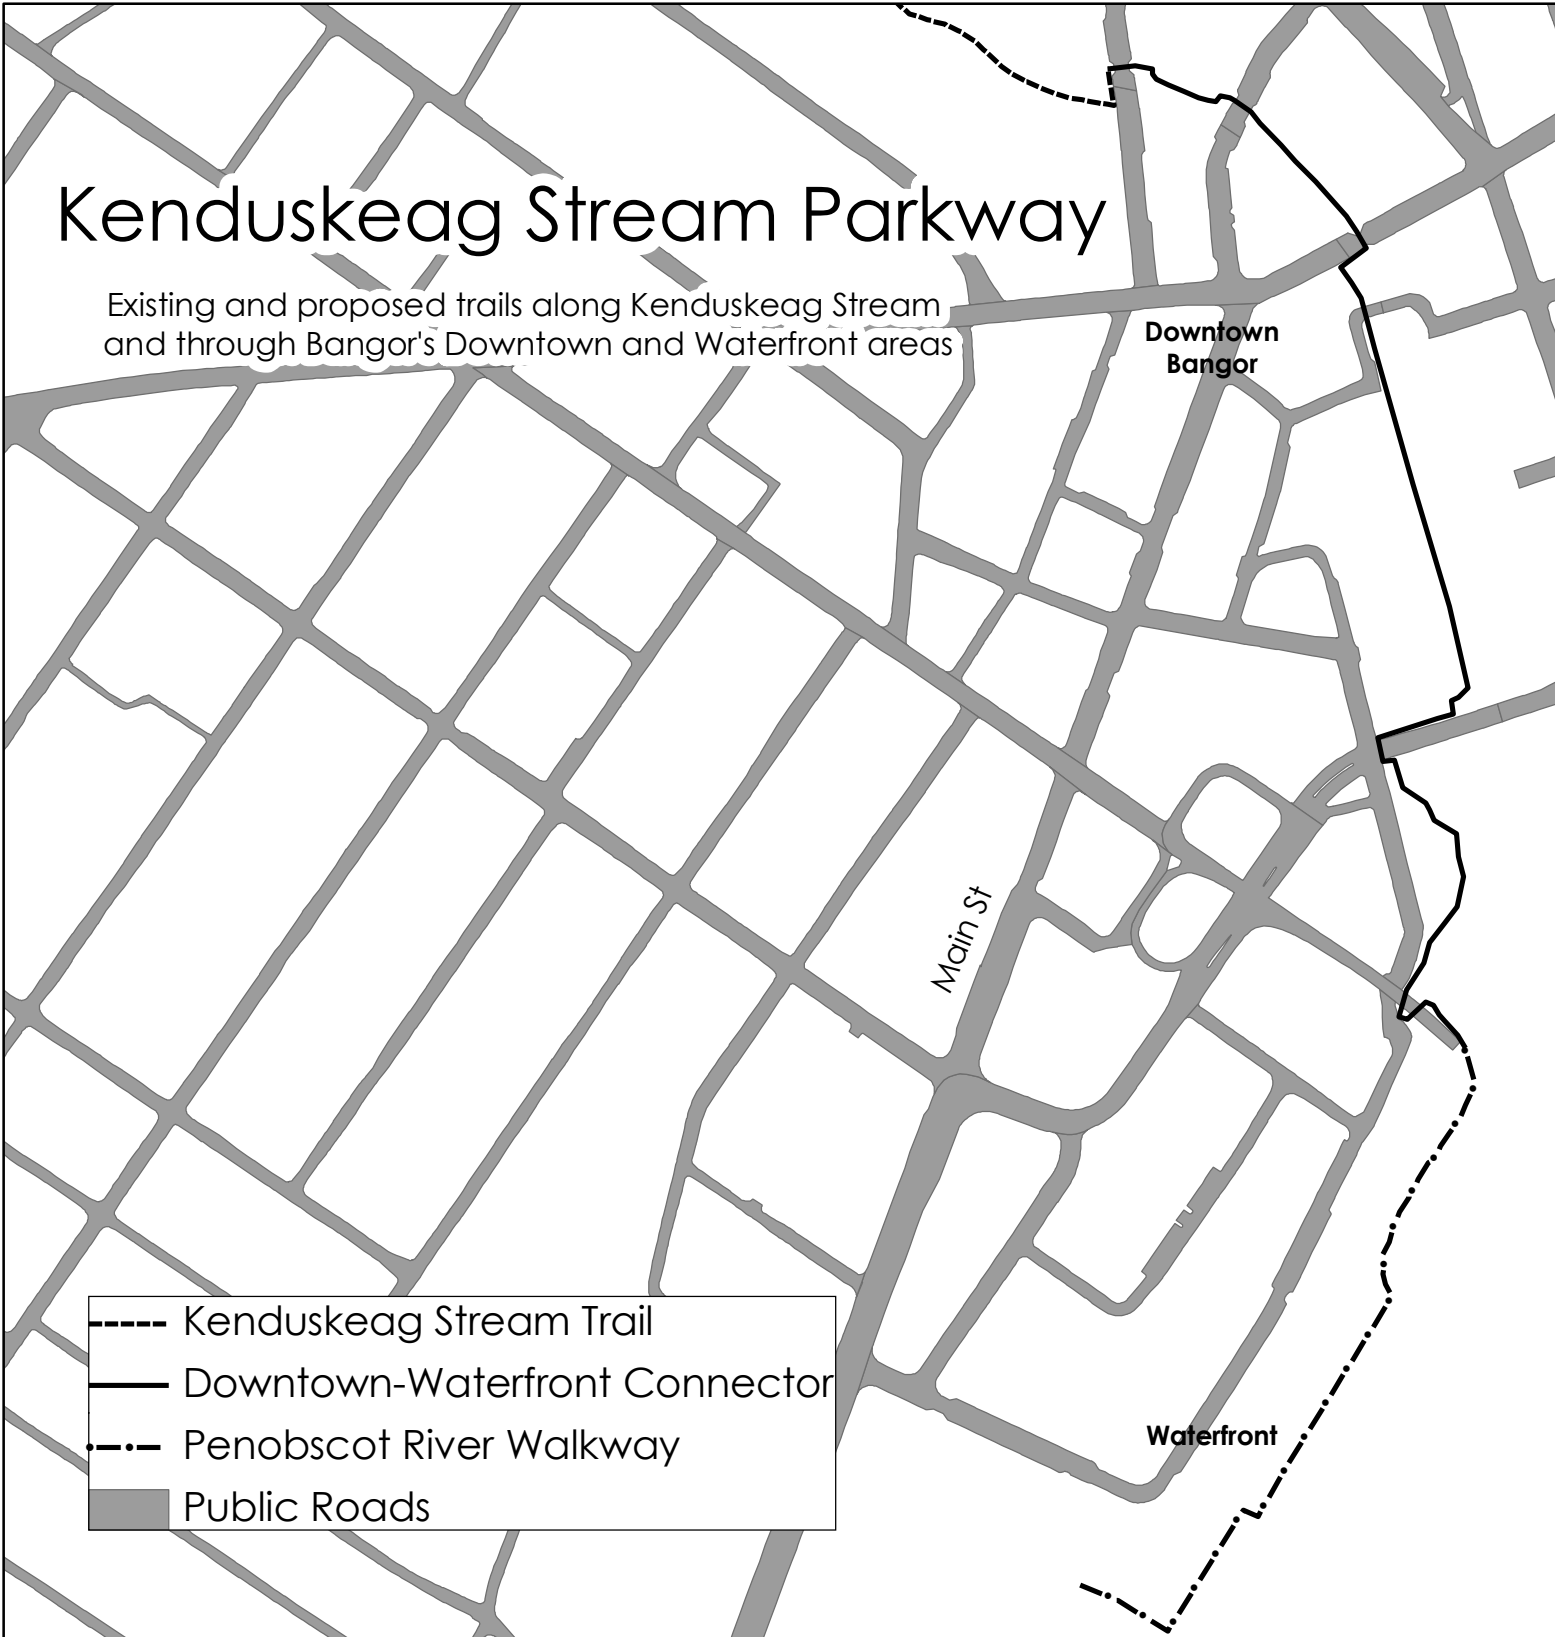 Kenduskeag Stream Parkway
Existing and proposed trails along Kenduskeag Stream
and through Bangor's Downtown and Waterfront areas
Downtown
Bangor
Main St
Kenduskeag Stream Trail
Downtown-Waterfront Connector
Penobscot River Walkway
Public Roads
Waterfront